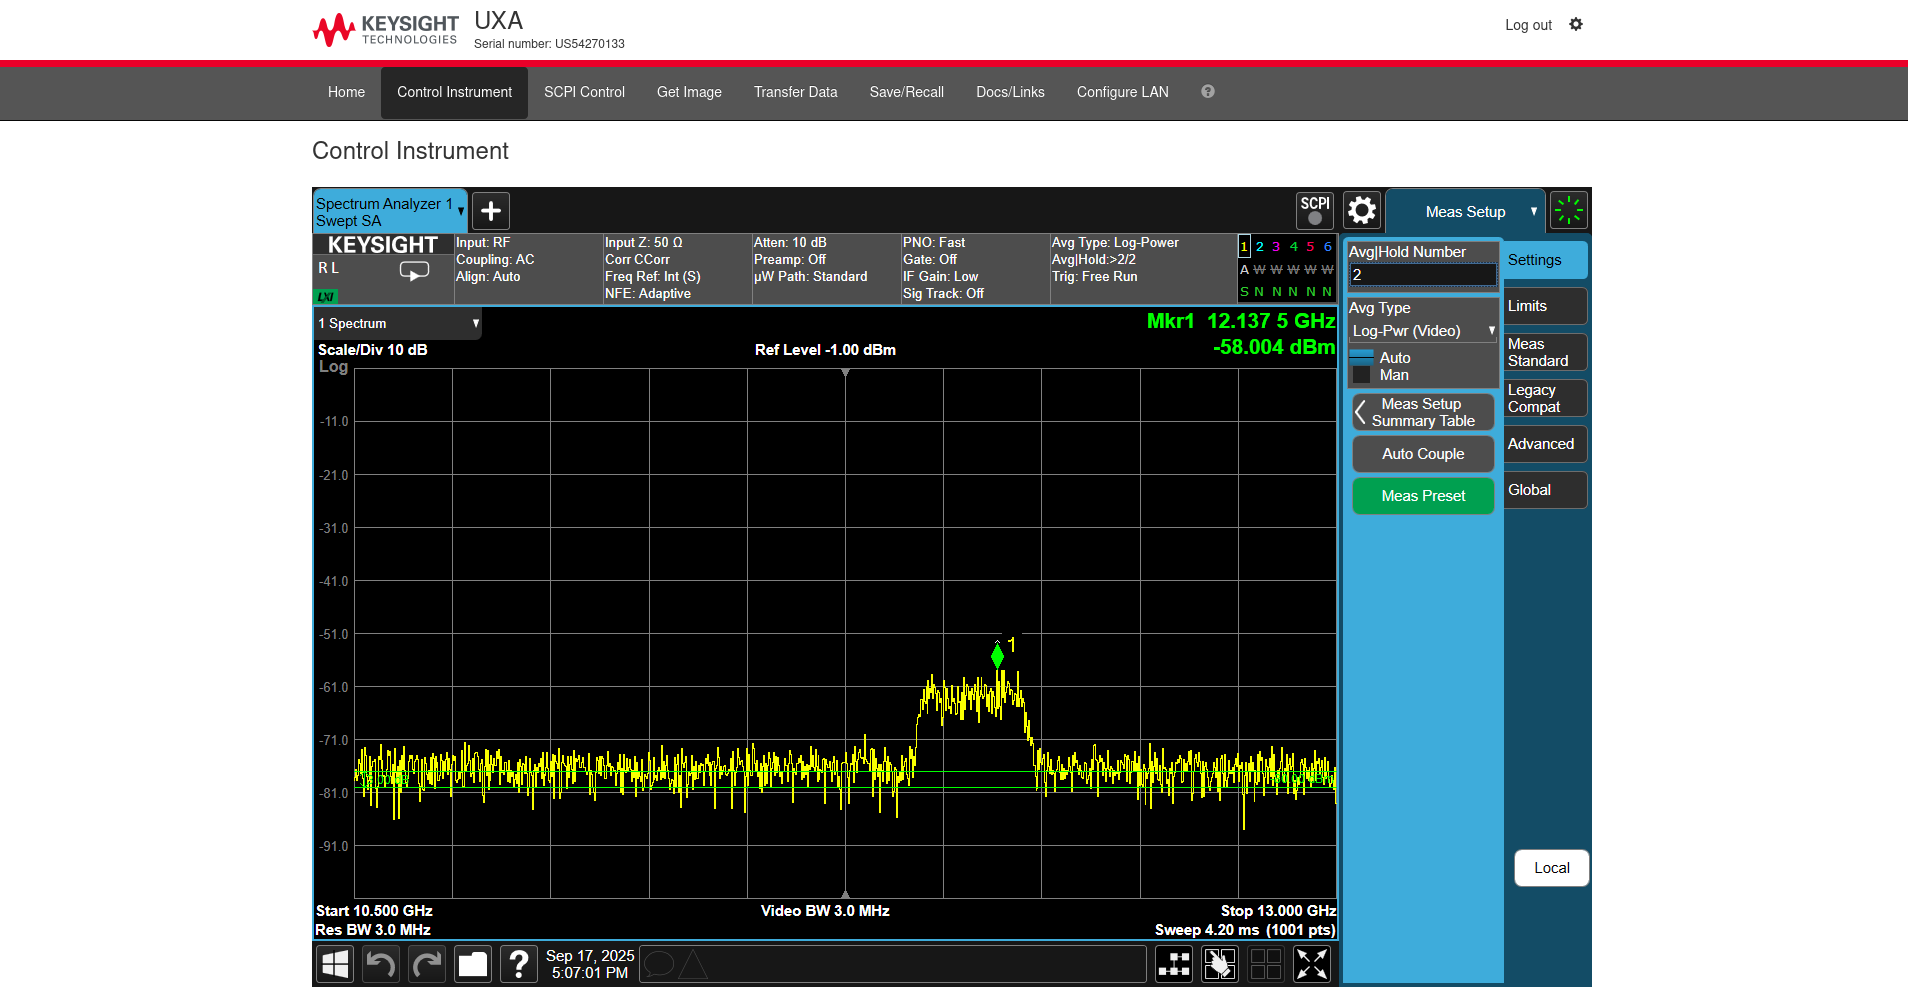 KEYSIGHT
TECHNOLOGIES
UXA
Serial number: US54270133
Log out
Home
Control Instrument
SCPI Control
Get Image
Transfer Data
Save/Recall
Docs/Links
Configure LAN
?
Control Instrument
Spectrum Analyzer 1
Swept SA
+
SCPI
Meas Setup
KEYSIGHT
R L
LXI
Input: RF
Coupling: AC
Align: Auto
Input Z: 50 Ω
Corr CCorr
Freq Ref: Int (S)
NFE: Adaptive
Atten: 10 dB
Preamp: Off
µW Path: Standard
PNO: Fast
Gate: Off
IF Gain: Low
Sig Track: Off
Avg Type: Log-Power
Avg|Hold:>2/2
Trig: Free Run
1 2 3 4 5 6
A W W W W W
S N N N N N
1 Spectrum
Scale/Div 10 dB
Log
Ref Level -1.00 dBm
Mkr1 12.137 5 GHz
-58.004 dBm
-11.0
-21.0
-31.0
-41.0
-51.0
-61.0
-71.0
-81.0
-91.0
1
Start 10.500 GHz
Res BW 3.0 MHz
Video BW 3.0 MHz
Stop 13.000 GHz
Sweep 4.20 ms (1001 pts)
Avg|Hold Number
2
Avg Type
Log-Pwr (Video)
Auto
Man
Meas Setup
Summary Table
Auto Couple
Meas Preset
Settings
Limits
Meas
Standard
Legacy
Compat
Advanced
Global
Local
?
Sep 17, 2025
5:07:01 PM